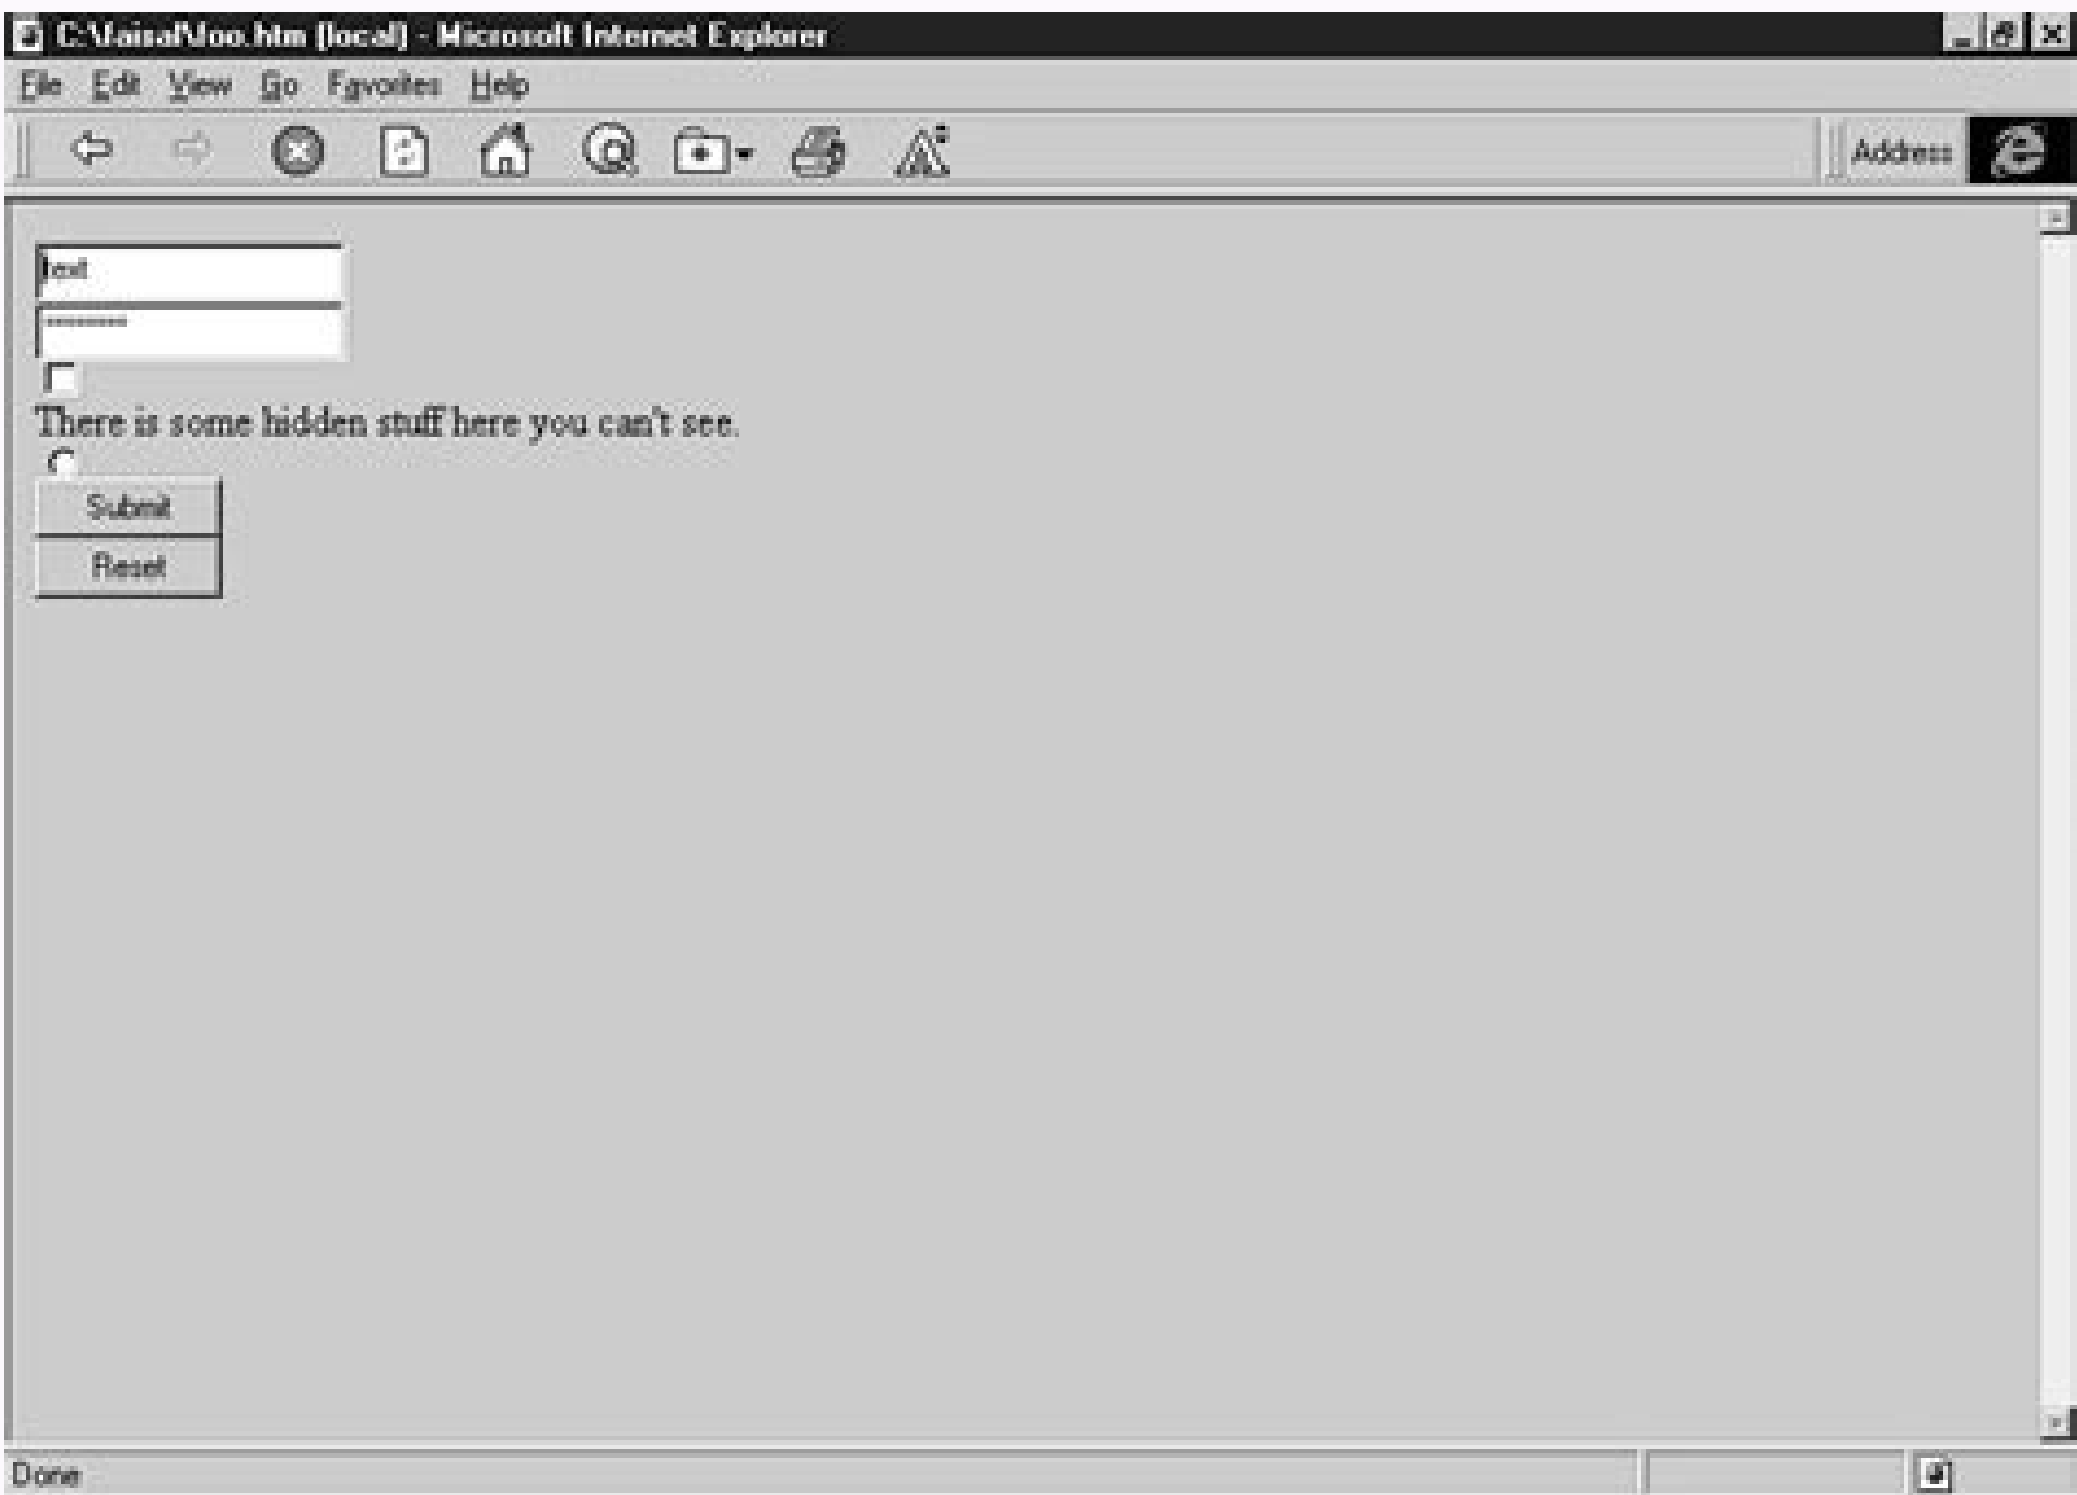 C:\faisal\foo.htm (local) - Microsoft Internet Explorer
File Edit View Go Favorites Help
Address
text
********
There is some hidden stuff here you can't see.
Submit
Reset
Done